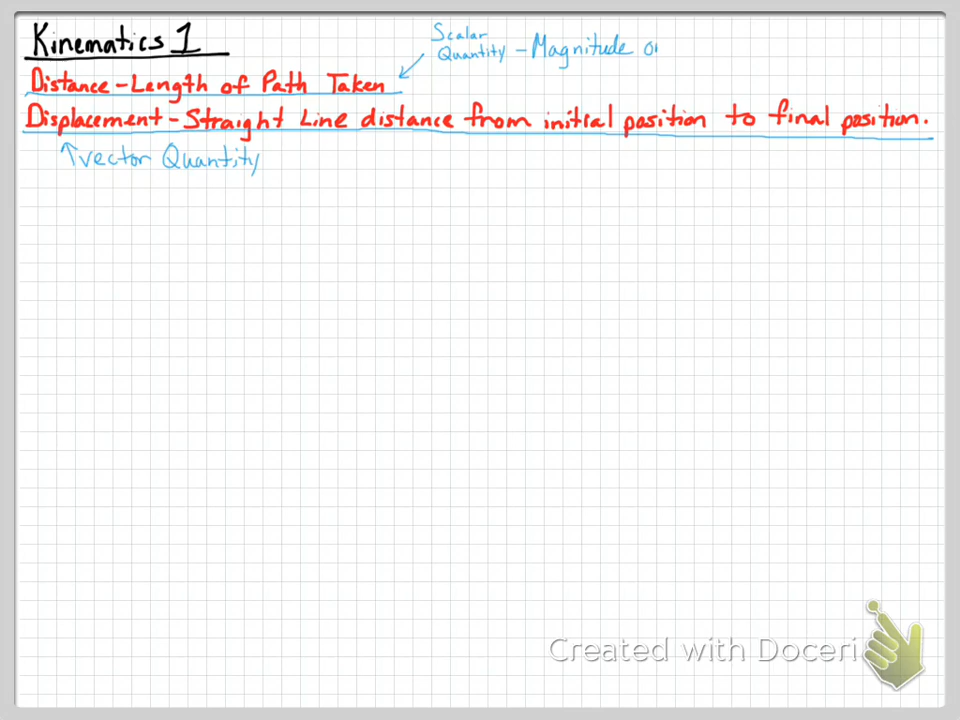 Kinematics 1
Scalar
Quantity - Magnitude
Distance - Length of Path Taken
Displacement - Straight Line distance from initial position to final position.
vector Quantity
Created with Doceri